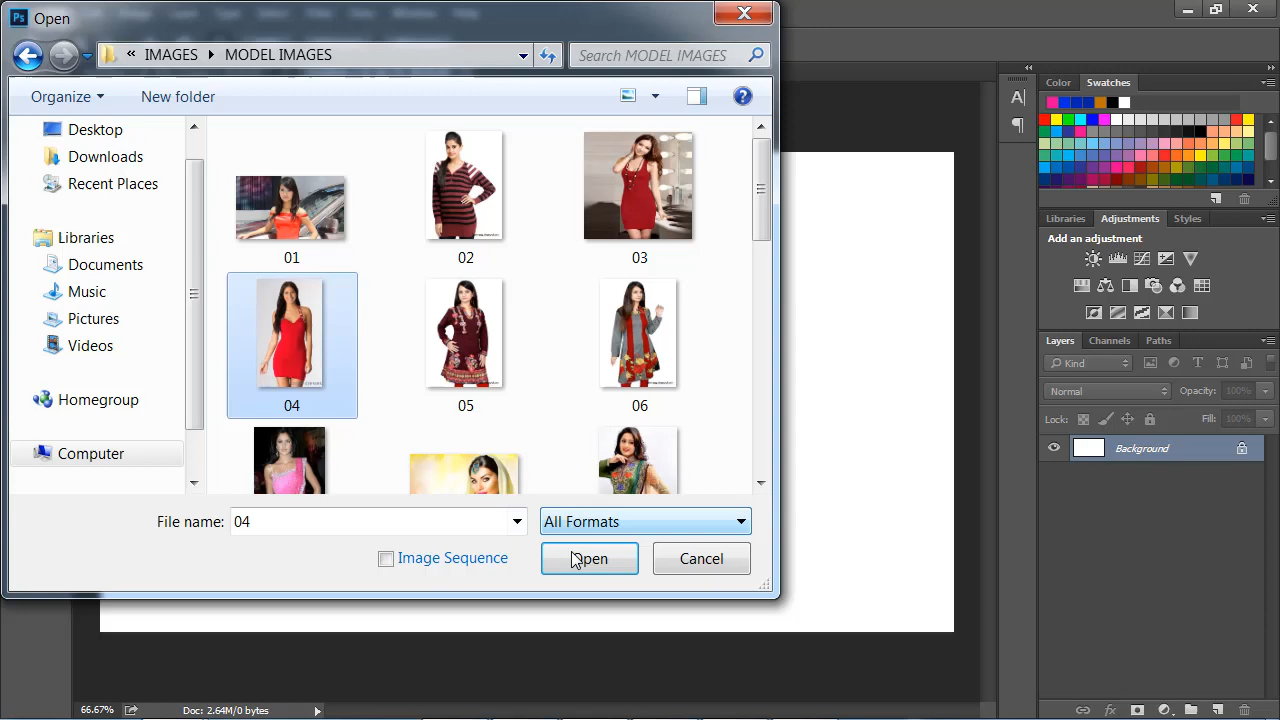 Ps Open
IMAGES MODEL IMAGES
Search MODEL IMAGES
Organize
New folder
Desktop
Downloads
Recent Places
Libraries
Documents
Music
Pictures
Videos
Homegroup
Computer
01
02
03
04
05
06
File name:
04
All Formats
Image Sequence
Open
Cancel
Color
Swatches
Libraries
Adjustments
Styles
Add an adjustment
Layers
Channels
Paths
Kind
Normal
Opacity: 100%
Lock:
Fill: 100%
Background
66.67%
Doc: 2.64M/0 bytes